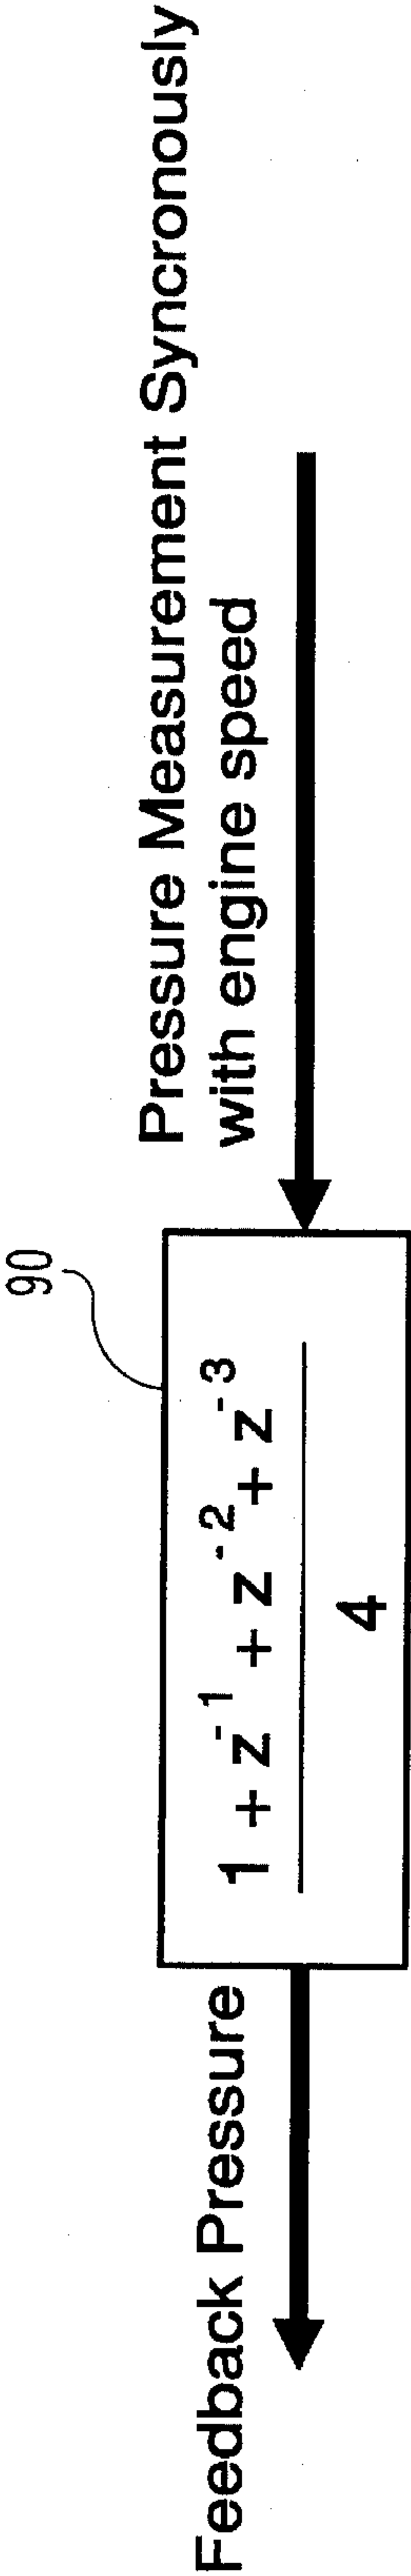 90
Feedback Pressure
1 + z⁻¹ + z⁻² + z⁻³
4
Pressure Measurement Syncronously
with engine speed